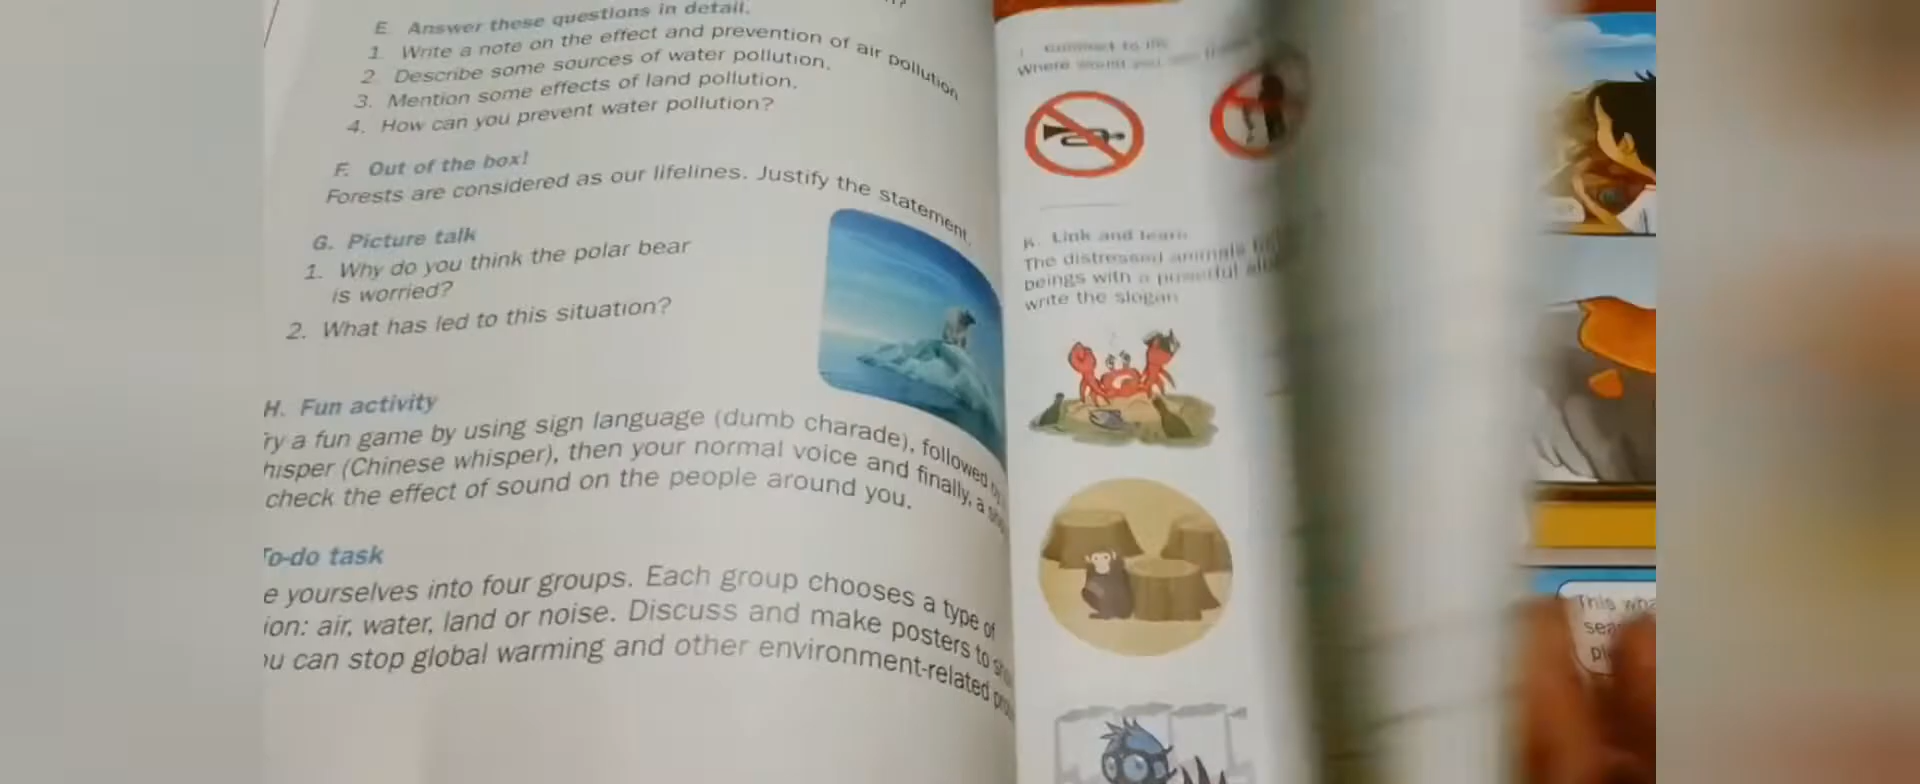 E. Answer these questions in detail.
1. Write a note on the effect and prevention of air pollution
2. Describe some sources of water pollution.
3. Mention some effects of land pollution.
4. How can you prevent water pollution?
F. Out of the box!
Forests are considered as our lifelines. Justify the statement.
G. Picture talk
1. Why do you think the polar bear
is worried?
2. What has led to this situation?
H. Fun activity
ry a fun game by using sign language (dumb charade), followed
hisper (Chinese whisper), then your normal voice and finally, a
check the effect of sound on the people around you.
To-do task
e yourselves into four groups. Each group chooses a type of
ion: air, water, land or noise. Discuss and make posters to
u can stop global warming and other environment-related
Connect to life
Where would you
K. Link and learn
The distressed animals
beings with a powerful
write the slogan
This